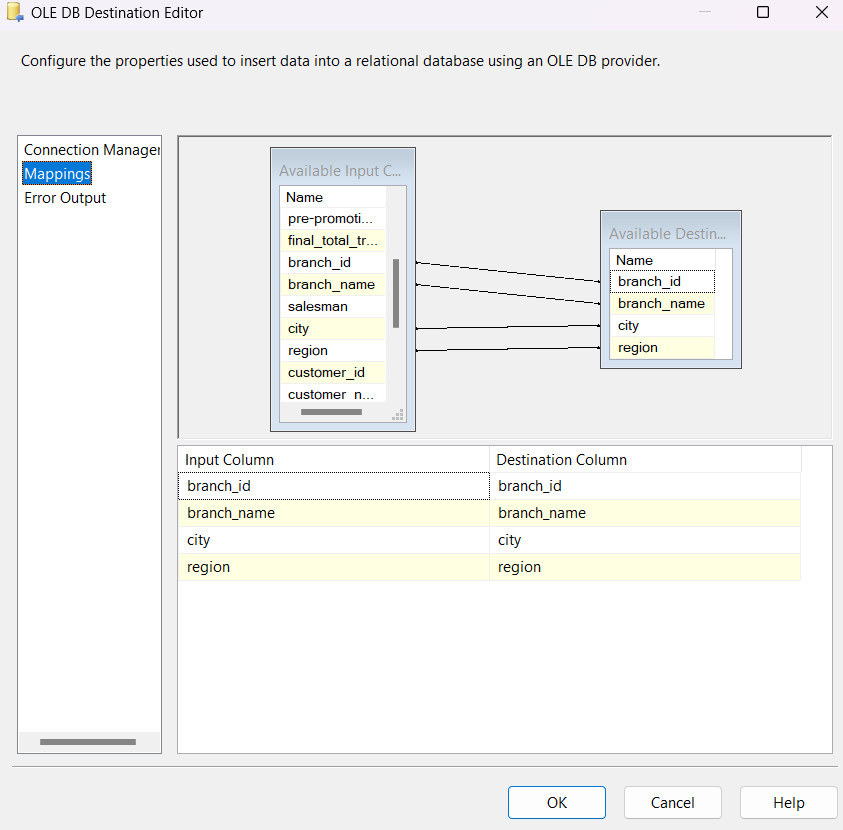 OLE DB Destination Editor
Configure the properties used to insert data into a relational database using an OLE DB provider.
Connection Manager
Mappings
Error Output
Available Input C...
Name
pre-promoti...
final_total_tr...
branch_id
branch_name
salesman
city
region
customer_id
customer_n...
Available Destin...
Name
branch_id
branch_name
city
region
Input Column Destination Column
branch_id branch_id
branch_name branch_name
city city
region region
OK Cancel Help